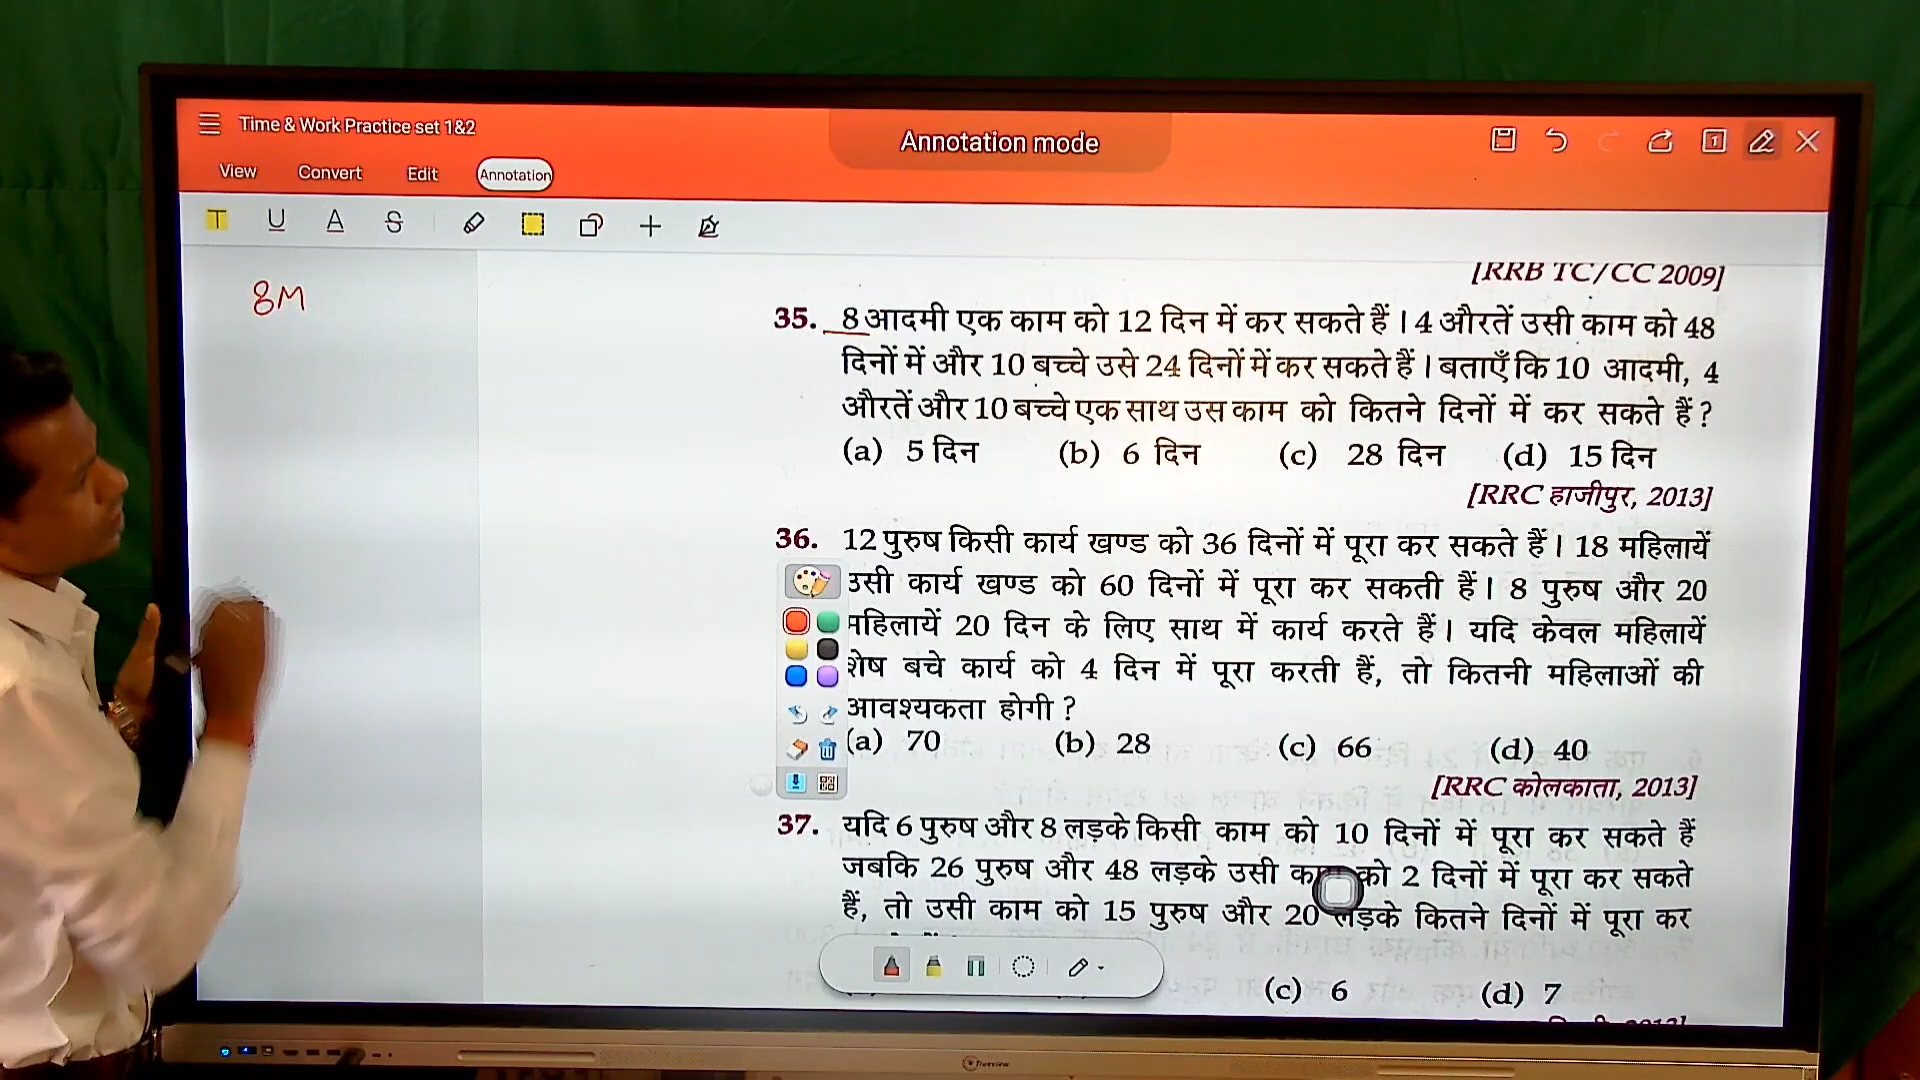 Time & Work Practice set 1&2
Annotation mode
View Convert Edit Annotation
8M
[RRB TC/CC 2009]
35. 8 आदमी एक काम को 12 दिन में कर सकते हैं। 4 औरतें उसी काम को 48
दिनों में और 10 बच्चे उसे 24 दिनों में कर सकते हैं। बताएँ कि 10 आदमी, 4
औरतें और 10 बच्चे एक साथ उस काम को कितने दिनों में कर सकते हैं?
(a) 5 दिन (b) 6 दिन (c) 28 दिन (d) 15 दिन
[RRC हाजीपुर, 2013]
36. 12 पुरुष किसी कार्य खण्ड को 36 दिनों में पूरा कर सकते हैं। 18 महिलायें
उसी कार्य खण्ड को 60 दिनों में पूरा कर सकती हैं। 8 पुरुष और 20
महिलायें 20 दिन के लिए साथ में कार्य करते हैं। यदि केवल महिलायें
शेष बचे कार्य को 4 दिन में पूरा करती हैं, तो कितनी महिलाओं की
आवश्यकता होगी?
(a) 70 (b) 28 (c) 66 (d) 40
[RRC कोलकाता, 2013]
37. यदि 6 पुरुष और 8 लड़के किसी काम को 10 दिनों में पूरा कर सकते हैं
जबकि 26 पुरुष और 48 लड़के उसी काम को 2 दिनों में पूरा कर सकते
हैं, तो उसी काम को 15 पुरुष और 20 लड़के कितने दिनों में पूरा कर
(c) 6 (d) 7